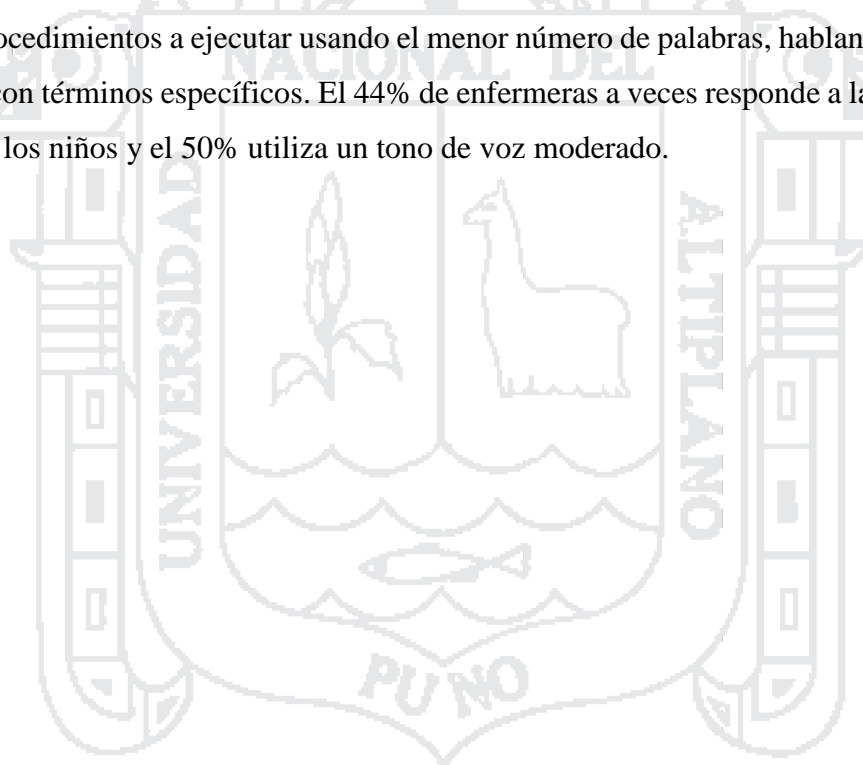 ocedimientos a ejecutar usando el menor número de palabras, hablan
con términos específicos. El 44% de enfermeras a veces responde a la
los niños y el 50% utiliza un tono de voz moderado.
NACIONAL DEL
UNIVERSIDAD
ALTIPLANO
PUNO